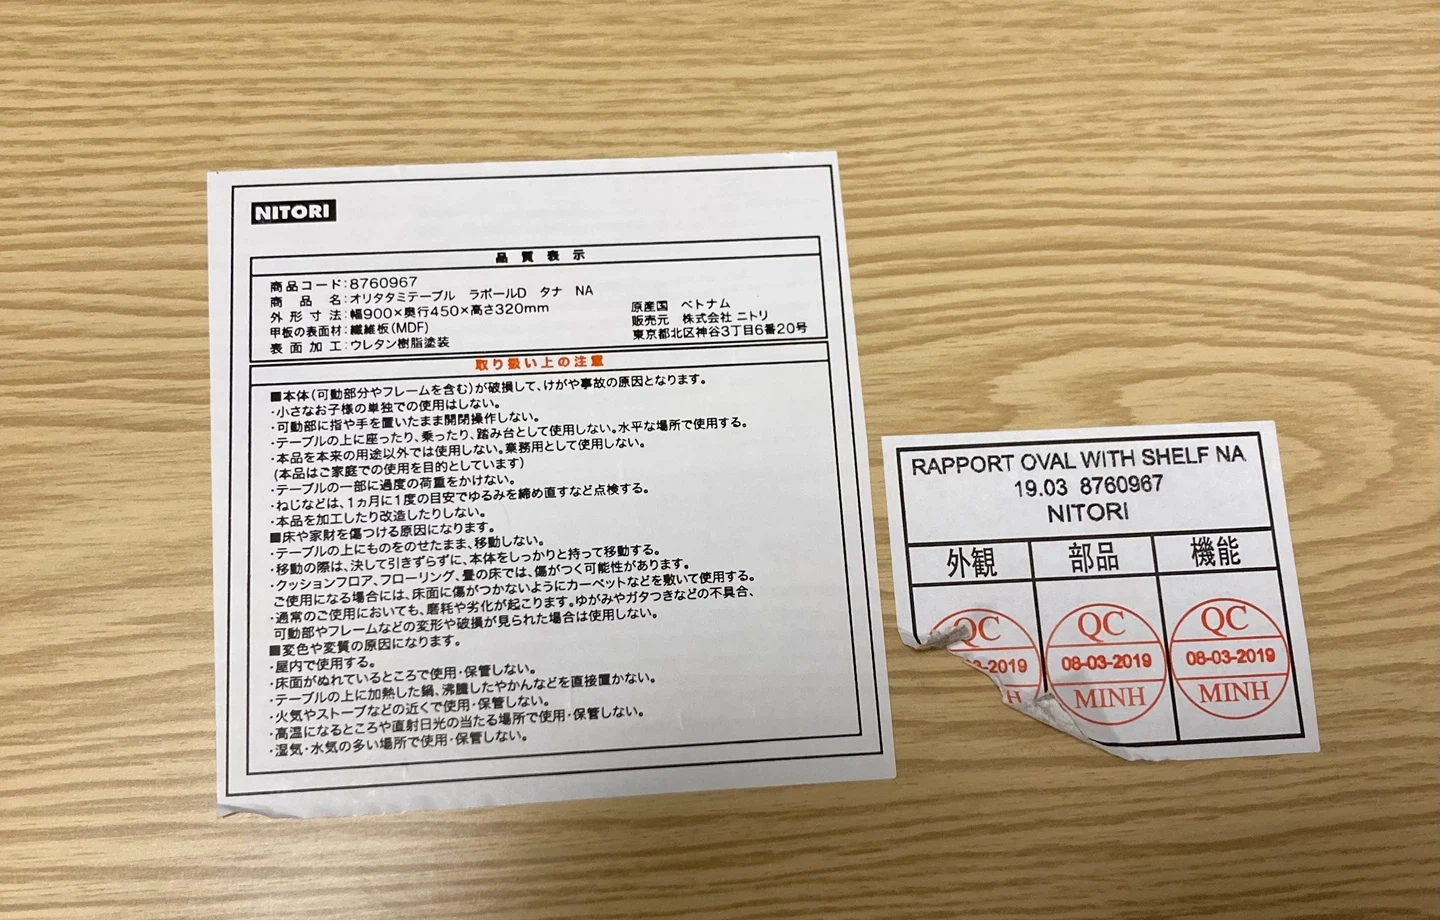 NITORI
品質表示
商品コード:8760967
商品名:オリタタミテーブル ラポールD タナ NA
外形寸法:幅900×奥行450×高さ320mm
甲板の表面材:繊維板(MDF)
表面加工:ウレタン樹脂塗装
原産国 ベトナム
販売元 株式会社 ニトリ
東京都北区神谷3丁目6番20号
取り扱い上の注意
■本体(可動部分やフレームを含む)が破損して、けがや事故の原因となります。
・小さなお子様の単独での使用はしない。
・可動部に指や手を置いたまま開閉操作しない。
・テーブルの上に座ったり、乗ったり、踏み台として使用しない。水平な場所で使用する。
・本品を本来の用途以外では使用しない。業務用として使用しない。
(本品はご家庭での使用を目的としています)
・テーブルの一部に過度の荷重をかけない。
・ねじなどは、1ヵ月に1度の目安でゆるみを締め直すなど点検する。
・本品を加工したり改造したりしない。
■床や家財を傷つける原因になります。
・テーブルの上にものをのせたまま、移動しない。
・移動の際は、決して引きずらずに、本体をしっかりと持って移動する。
・クッションフロア、フローリング、畳の床では、傷がつく可能性があります。
ご使用になる場合には、床面に傷がつかないようにカーペットなどを敷いて使用する。
・通常のご使用においても、磨耗や劣化が起こります。ゆがみやガタつきなどの不具合、
可動部やフレームなどの変形や破損が見られた場合は使用しない。
■変色や変質の原因になります。
・屋内で使用する。
・床面がぬれているところで使用・保管しない。
・テーブルの上に加熱した鍋、沸騰したやかんなどを直接置かない。
・火気やストーブなどの近くで使用・保管しない。
・高温になるところや直射日光の当たる場所で使用・保管しない。
・湿気・水気の多い場所で使用・保管しない。
RAPPORT OVAL WITH SHELF NA
19.03 8760967
NITORI
外観 部品 機能
QC QC QC
-2019 08-03-2019 08-03-2019
H MINH MINH